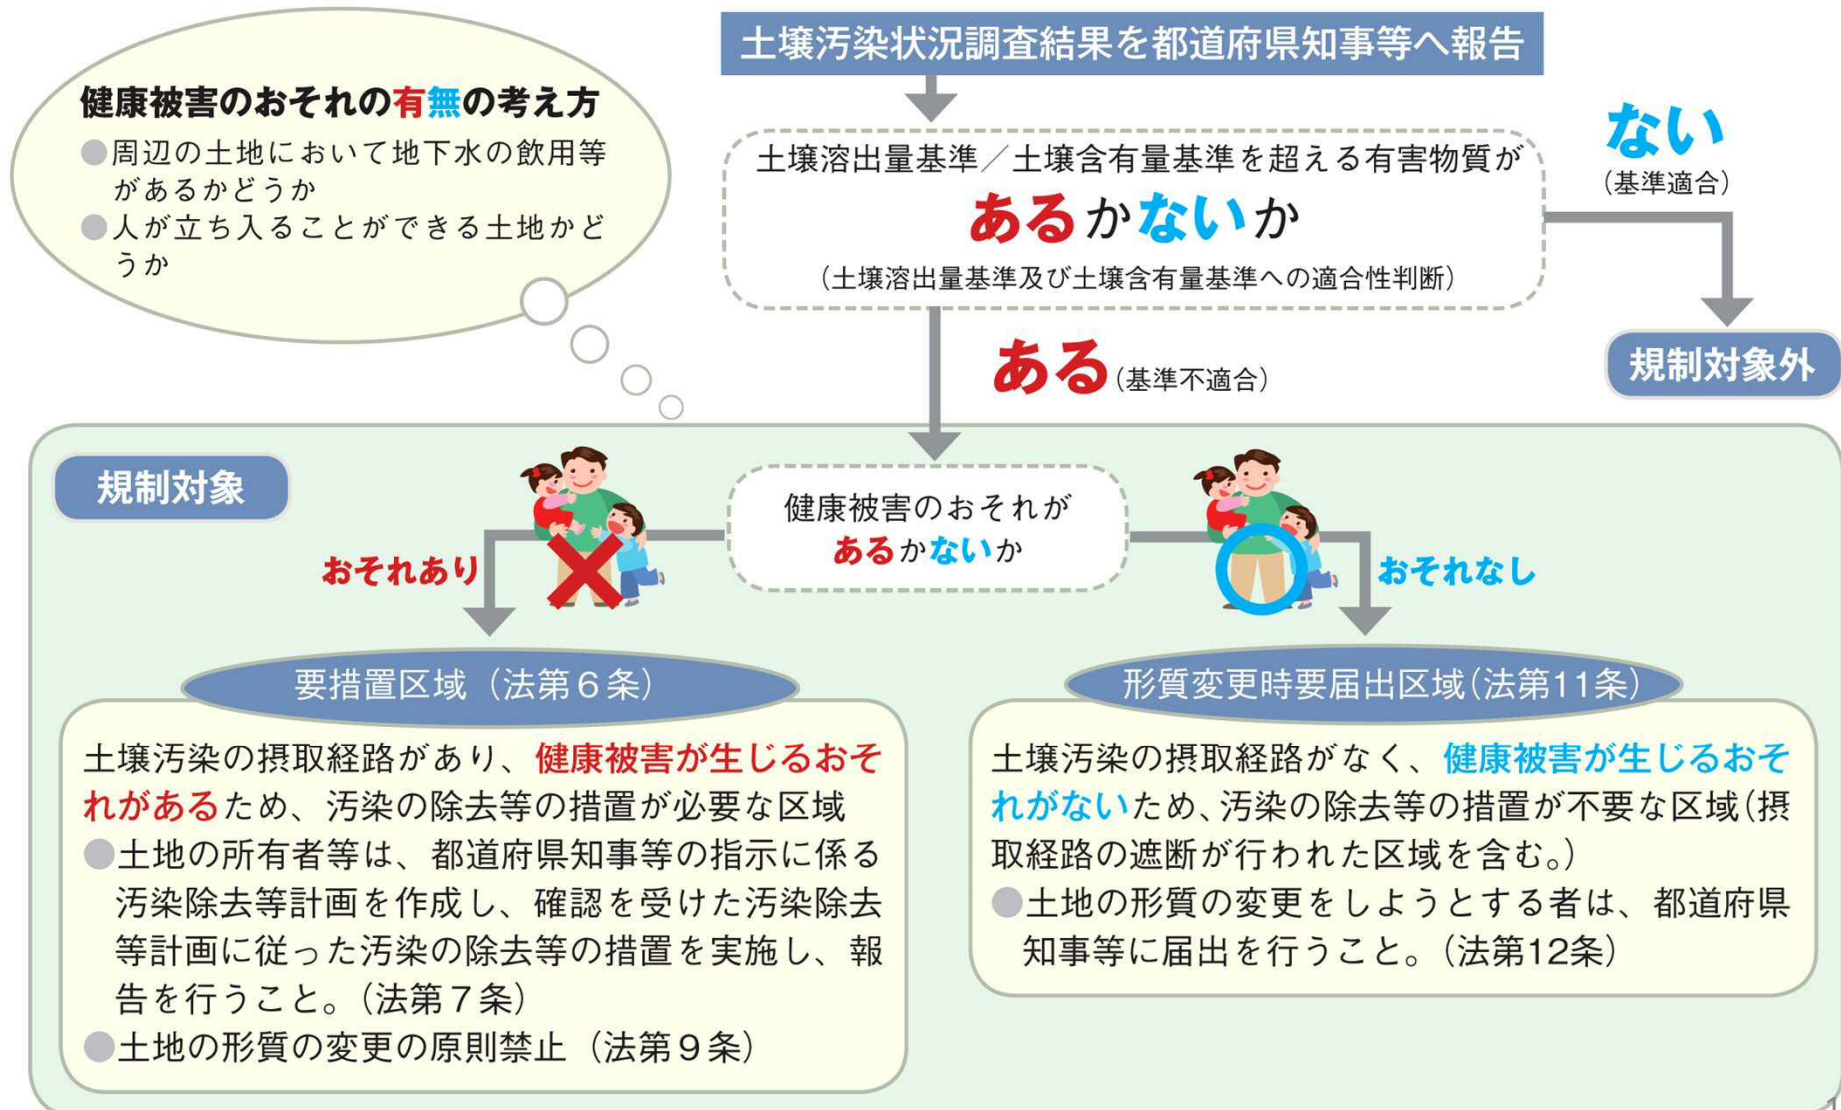 土壌汚染状況調査結果を都道府県知事等へ報告
健康被害のおそれの有無の考え方
●周辺の土地において地下水の飲用等
があるかどうか
●人が立ち入ることができる土地かど
うか
土壌溶出量基準／土壌含有量基準を超える有害物質が
あるかないか
（土壌溶出量基準及び土壌含有量基準への適合性判断）
ない
（基準適合）
規制対象外
ある（基準不適合）
規制対象
健康被害のおそれが
あるかないか
おそれあり
おそれなし
要措置区域（法第６条）
土壌汚染の摂取経路があり、健康被害が生じるおそ
れがあるため、汚染の除去等の措置が必要な区域
●土地の所有者等は、都道府県知事等の指示に係る
汚染除去等計画を作成し、確認を受けた汚染除去
等計画に従った汚染の除去等の措置を実施し、報
告を行うこと。（法第７条）
●土地の形質の変更の原則禁止（法第９条）
形質変更時要届出区域（法第11条）
土壌汚染の摂取経路がなく、健康被害が生じるおそ
れがないため、汚染の除去等の措置が不要な区域（摂
取経路の遮断が行われた区域を含む。）
●土地の形質の変更をしようとする者は、都道府県
知事等に届出を行うこと。（法第12条）